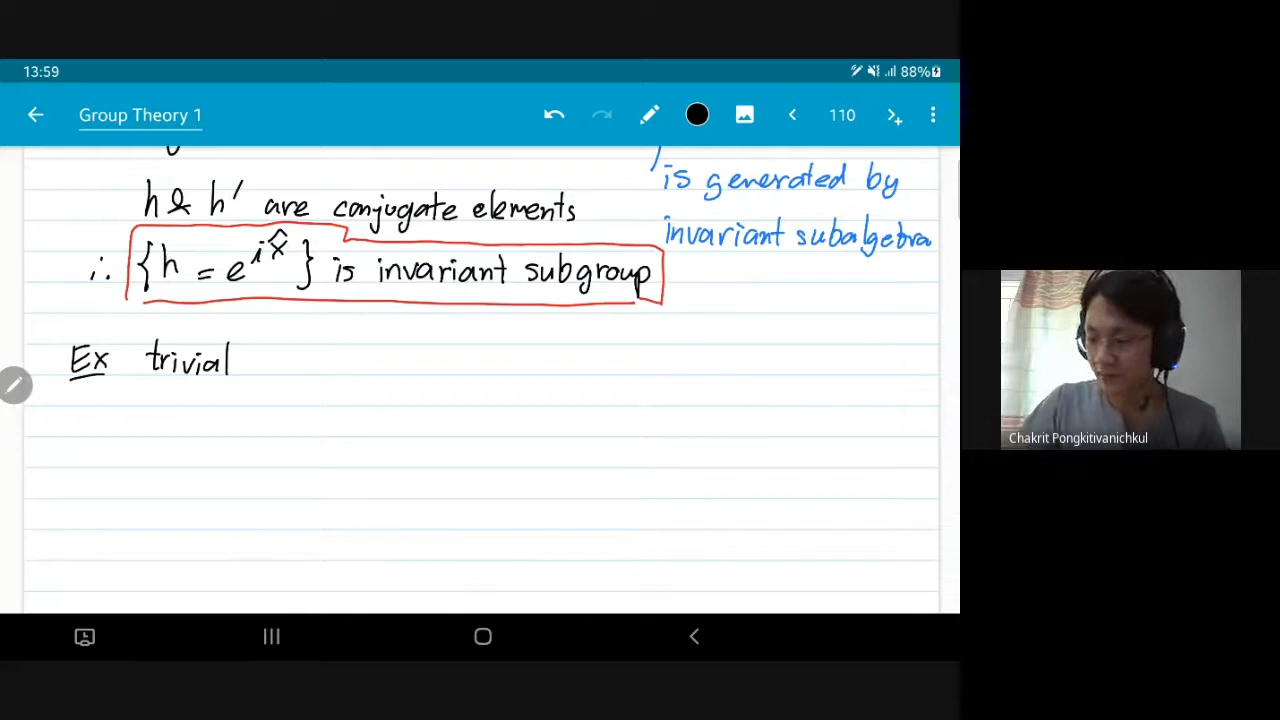 13:59
88%
Group Theory 1
110
is generated by
invariant subalgebra
h & h' are conjugate elements
∴ {h = e^{i\hat{x}}} is invariant subgroup
Ex trivial
Chakrit Pongkitivanichkul